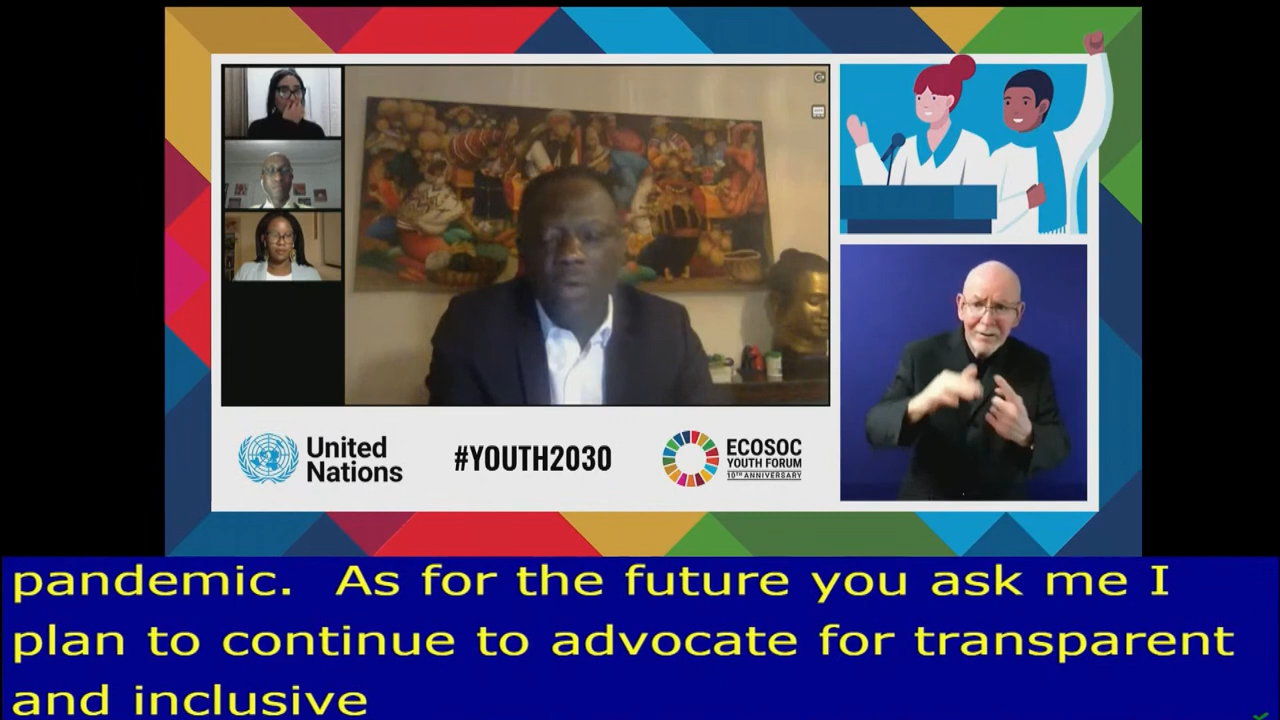 United
Nations
#YOUTH2030
ECOSOC
YOUTH FORUM
10TH ANNIVERSARY
pandemic. As for the future you ask me I
plan to continue to advocate for transparent
and inclusive